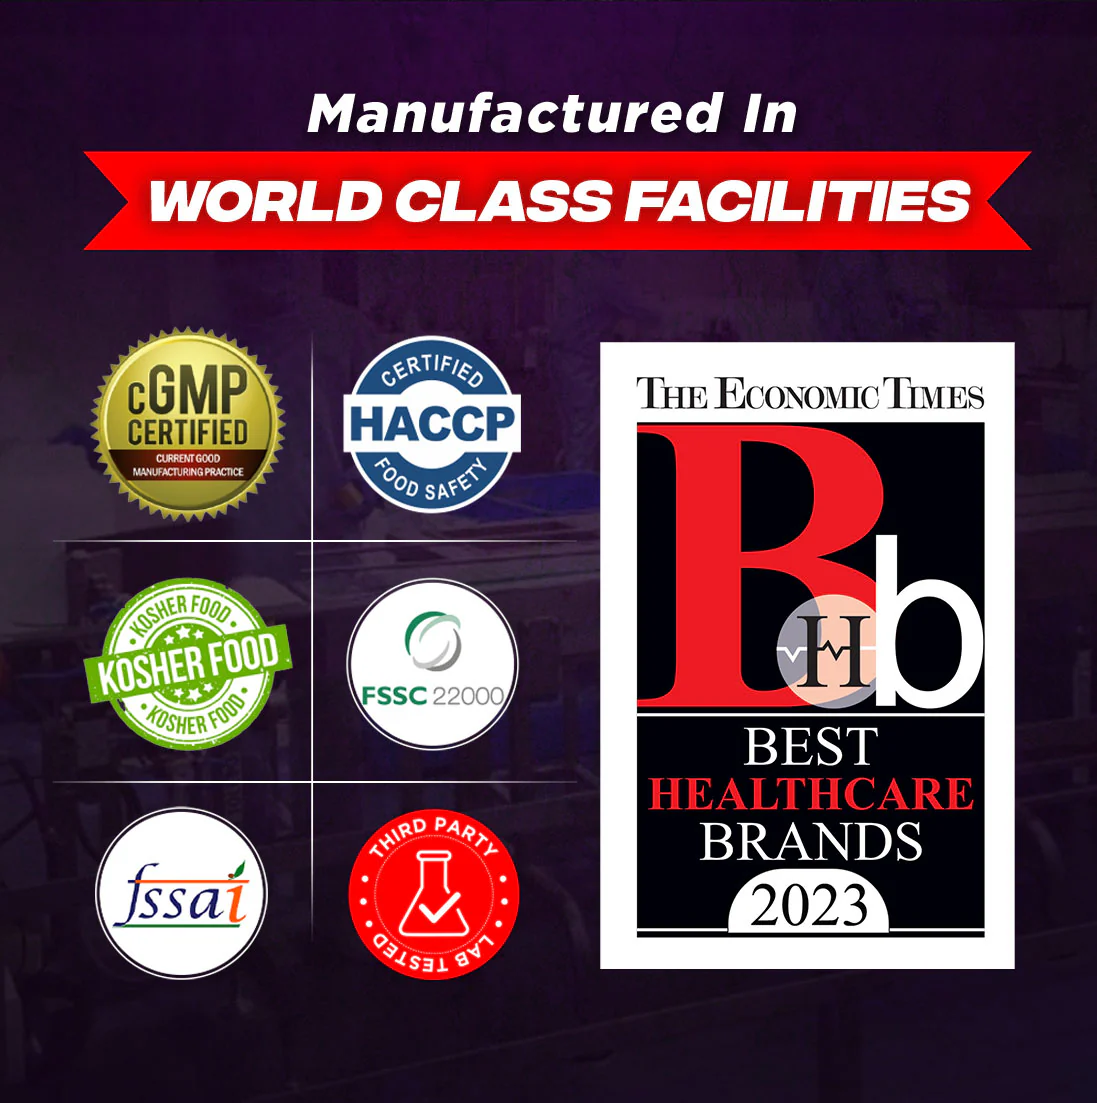 Manufactured In
WORLD CLASS FACILITIES
cGMP
CERTIFIED
CURRENT GOOD
MANUFACTURING PRACTICE
CERTIFIED
HACCP
FOOD SAFETY
KOSHER FOOD
KOSHER FOOD
KOSHER FOOD
FSSC 22000
fssai
THIRD PARTY
LAB TESTED
THE ECONOMIC TIMES
Bb
H
BEST
HEALTHCARE
BRANDS
2023